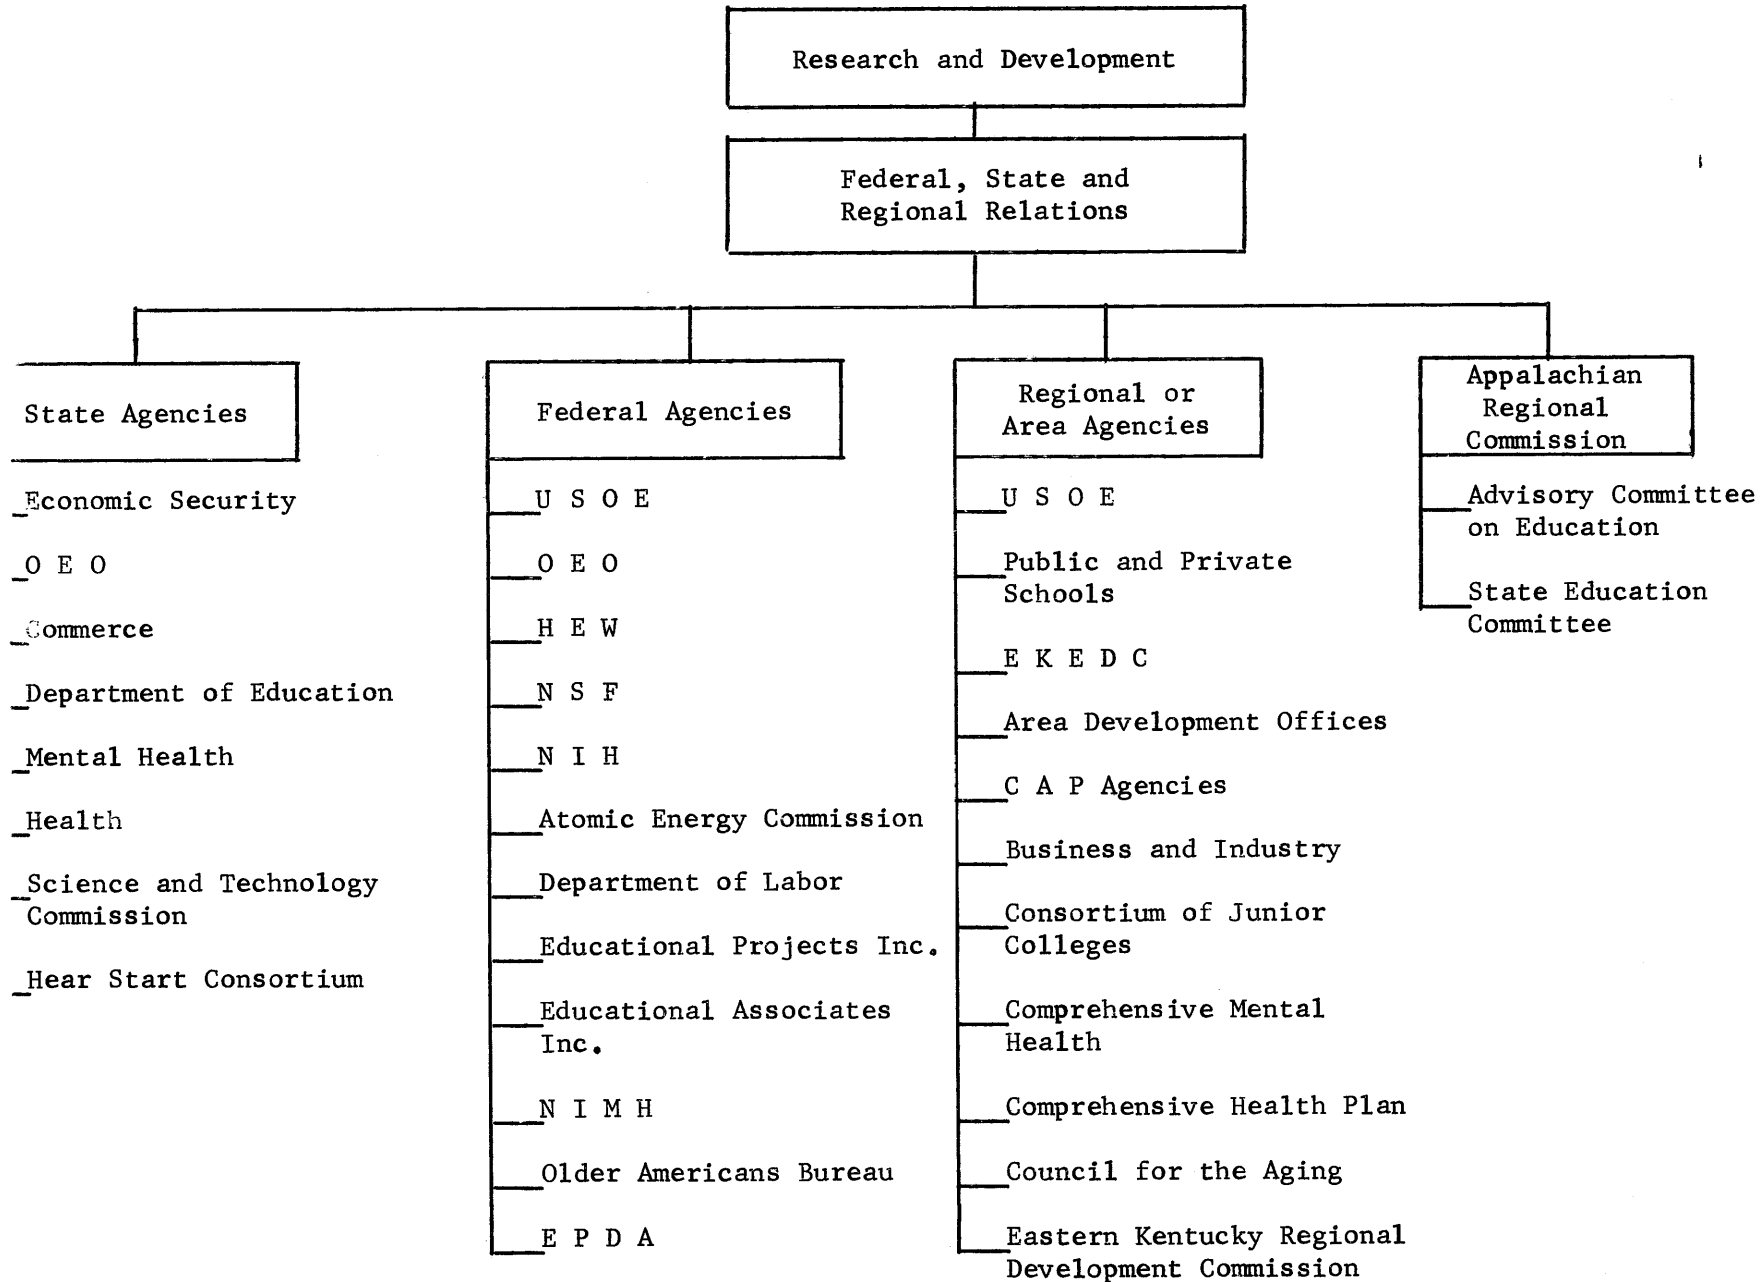 Research and Development
Federal, State and
Regional Relations
State Agencies
Economic Security
O E O
Commerce
Department of Education
Mental Health
Health
Science and Technology
Commission
Hear Start Consortium
Federal Agencies
U S O E
O E O
H E W
N S F
N I H
Atomic Energy Commission
Department of Labor
Educational Projects Inc.
Educational Associates
Inc.
N I M H
Older Americans Bureau
E P D A
Regional or
Area Agencies
U S O E
Public and Private
Schools
E K E D C
Area Development Offices
C A P Agencies
Business and Industry
Consortium of Junior
Colleges
Comprehensive Mental
Health
Comprehensive Health Plan
Council for the Aging
Eastern Kentucky Regional
Development Commission
Appalachian
Regional
Commission
Advisory Committee
on Education
State Education
Committee